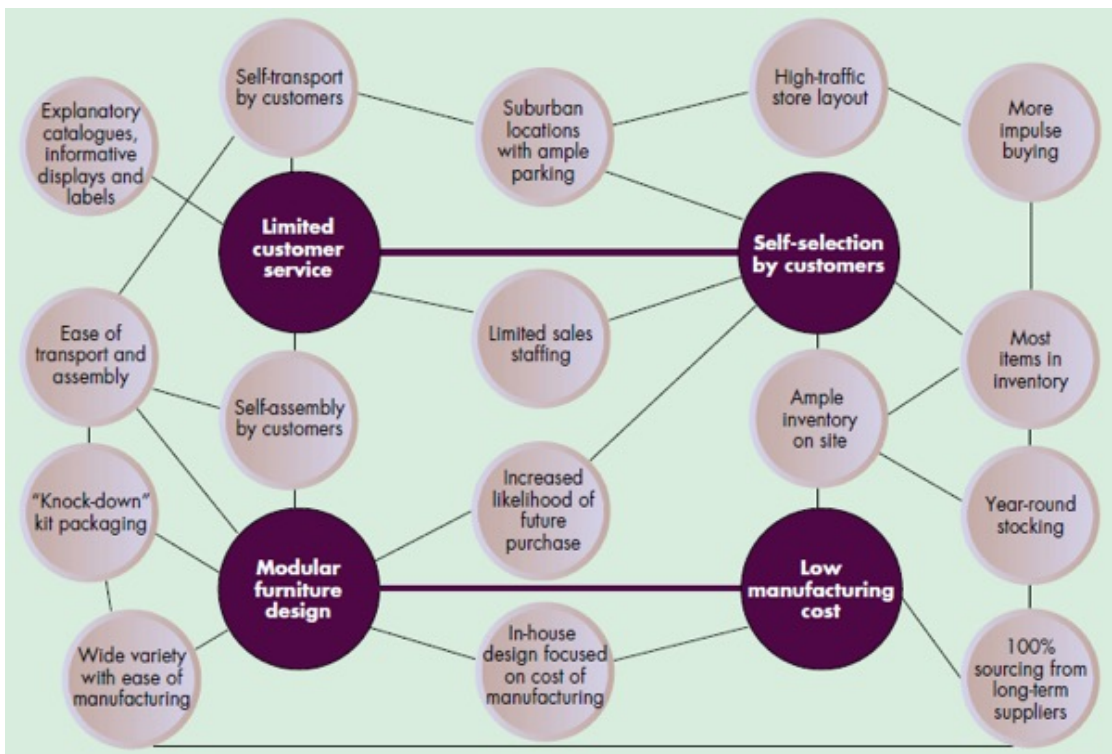 Self-transport
by customers
High-traffic
store layout
Explanatory
catalogues,
informative
displays and
labels
Suburban
locations
with ample
parking
More
impulse
buying
Limited
customer
service
Self-selection
by customers
Ease of
transport and
assembly
Limited sales
staffing
Most
items in
inventory
Self-assembly
by customers
Ample
inventory
on site
"Knock-down"
kit packaging
Increased
likelihood of
future
purchase
Year-round
stocking
Modular
furniture
design
Low
manufacturing
cost
Wide variety
with ease of
manufacturing
In-house
design focused
on cost of
manufacturing
100%
sourcing from
long-term
suppliers